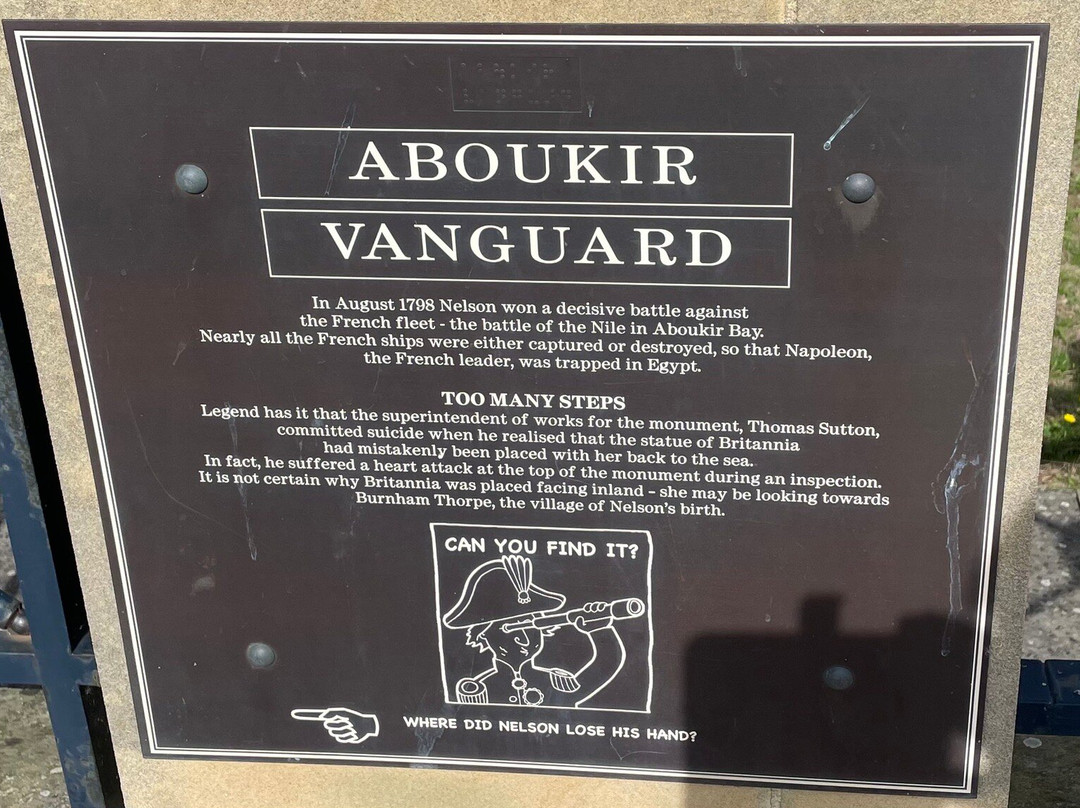 ABOUKIR
VANGUARD
In August 1798 Nelson won a decisive battle against
the French fleet - the battle of the Nile in Aboukir Bay.
Nearly all the French ships were either captured or destroyed, so that Napoleon,
the French leader, was trapped in Egypt.
TOO MANY STEPS
Legend has it that the superintendent of works for the monument, Thomas Sutton,
committed suicide when he realised that the statue of Britannia
had mistakenly been placed with her back to the sea.
In fact, he suffered a heart attack at the top of the monument during an inspection.
It is not certain why Britannia was placed facing inland - she may be looking towards
Burnham Thorpe, the village of Nelson's birth.
CAN YOU FIND IT?
WHERE DID NELSON LOSE HIS HAND?